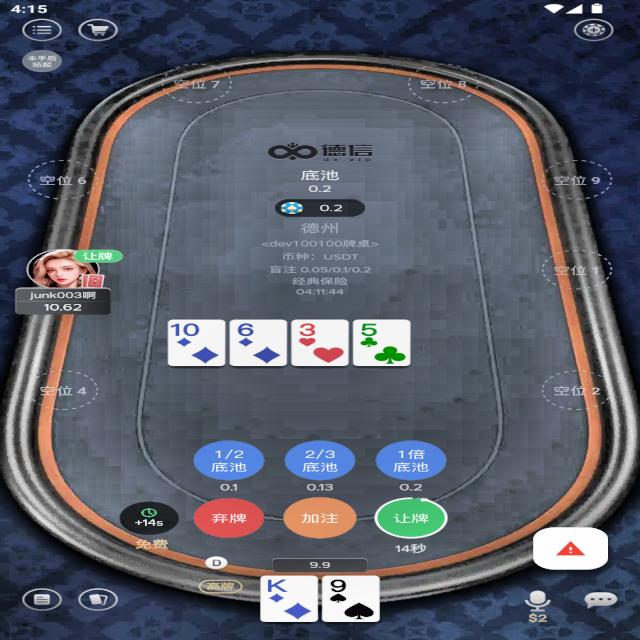 4:15
本手后
站起
空位 7
空位 8
德信
dx.vip
底池
0.2
0.2
空位 6
空位 9
德州
<dev100100牌桌>
币种：USDT
盲注 0.05/0.1/0.2
经典保险
04:11:44
让牌
junk003啊
10.62
空位 1
10
6
3
5
空位 4
空位 2
1/2
底池
2/3
底池
1倍
底池
0.1
0.13
0.2
+14s
弃牌
加注
让牌
免费
14秒
D
9.9
高牌
K
9
$2